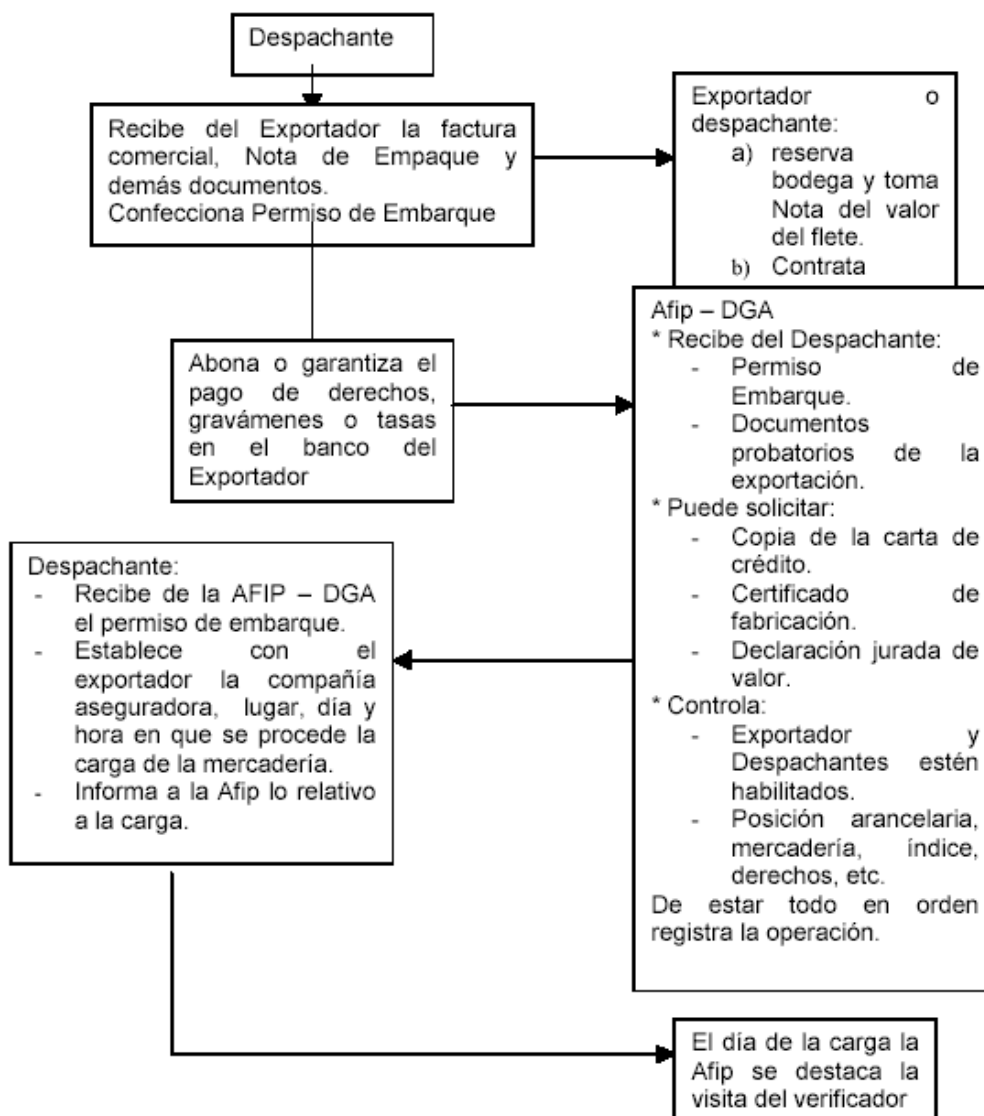 Despachante
Recibe del Exportador la factura
comercial, Nota de Empaque y
demás documentos.
Confecciona Permiso de Embarque
Exportador o
despachante:
a) reserva
bodega y toma
Nota del valor
del flete.
b) Contrata
Abona o garantiza el
pago de derechos,
gravámenes o tasas
en el banco del
Exportador
Afip – DGA
* Recibe del Despachante:
- Permiso de
Embarque.
- Documentos
probatorios de la
exportación.
* Puede solicitar:
- Copia de la carta de
crédito.
- Certificado de
fabricación.
- Declaración jurada de
valor.
* Controla:
- Exportador y
Despachantes estén
habilitados.
- Posición arancelaria,
mercadería, índice,
derechos, etc.
De estar todo en orden
registra la operación.
Despachante:
- Recibe de la AFIP – DGA
el permiso de embarque.
- Establece con el
exportador la compañía
aseguradora, lugar, día y
hora en que se procede la
carga de la mercadería.
- Informa a la Afip lo relativo
a la carga.
El día de la carga la
Afip se destaca la
visita del verificador